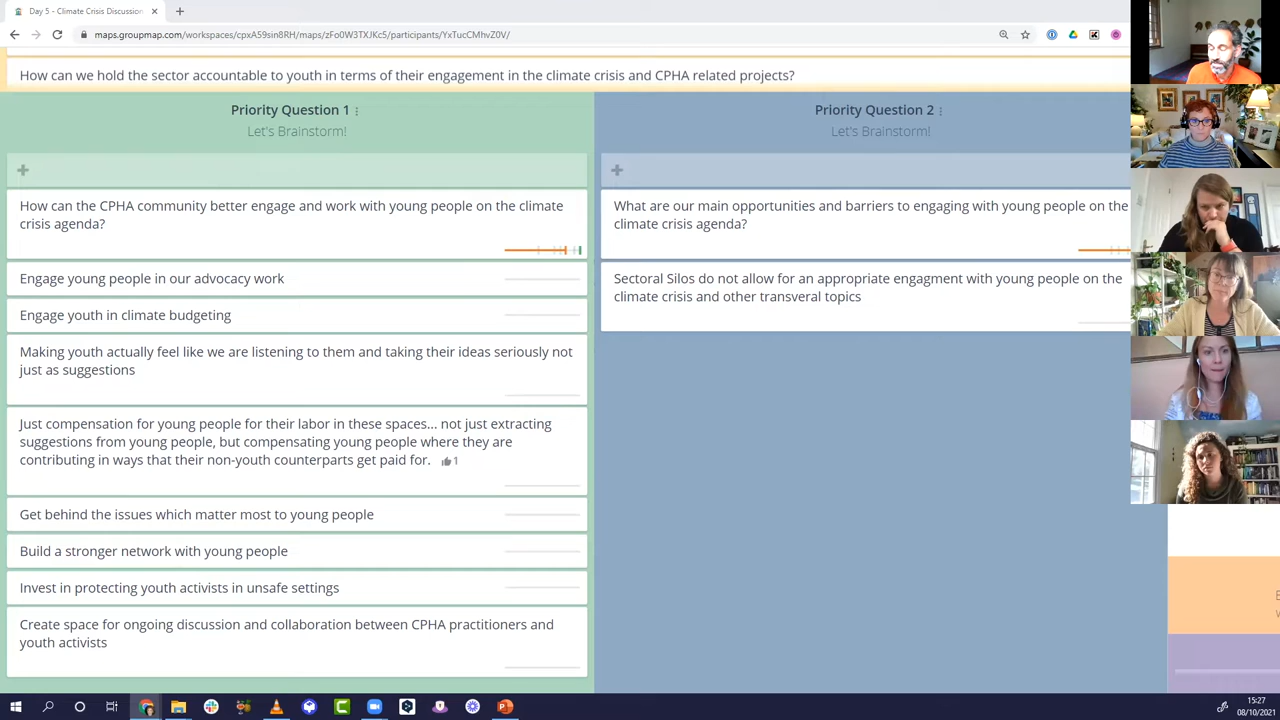 Day 5 - Climate Crisis Discussion
maps.groupmap.com/workspaces/cpxA59sin8RH/maps/zFo0W3TXJKc5/participants/YxTucCMhvZ0V/
How can we hold the sector accountable to youth in terms of their engagement in the climate crisis and CPHA related projects?
Priority Question 1
Let's Brainstorm!
How can the CPHA community better engage and work with young people on the climate
crisis agenda?
Engage young people in our advocacy work
Engage youth in climate budgeting
Making youth actually feel like we are listening to them and taking their ideas seriously not
just as suggestions
Just compensation for young people for their labor in these spaces... not just extracting
suggestions from young people, but compensating young people where they are
contributing in ways that their non-youth counterparts get paid for. 1
Get behind the issues which matter most to young people
Build a stronger network with young people
Invest in protecting youth activists in unsafe settings
Create space for ongoing discussion and collaboration between CPHA practitioners and
youth activists
Priority Question 2
Let's Brainstorm!
What are our main opportunities and barriers to engaging with young people on the
climate crisis agenda?
Sectoral Silos do not allow for an appropriate engagment with young people on the
climate crisis and other transveral topics
15:27
08/10/2021